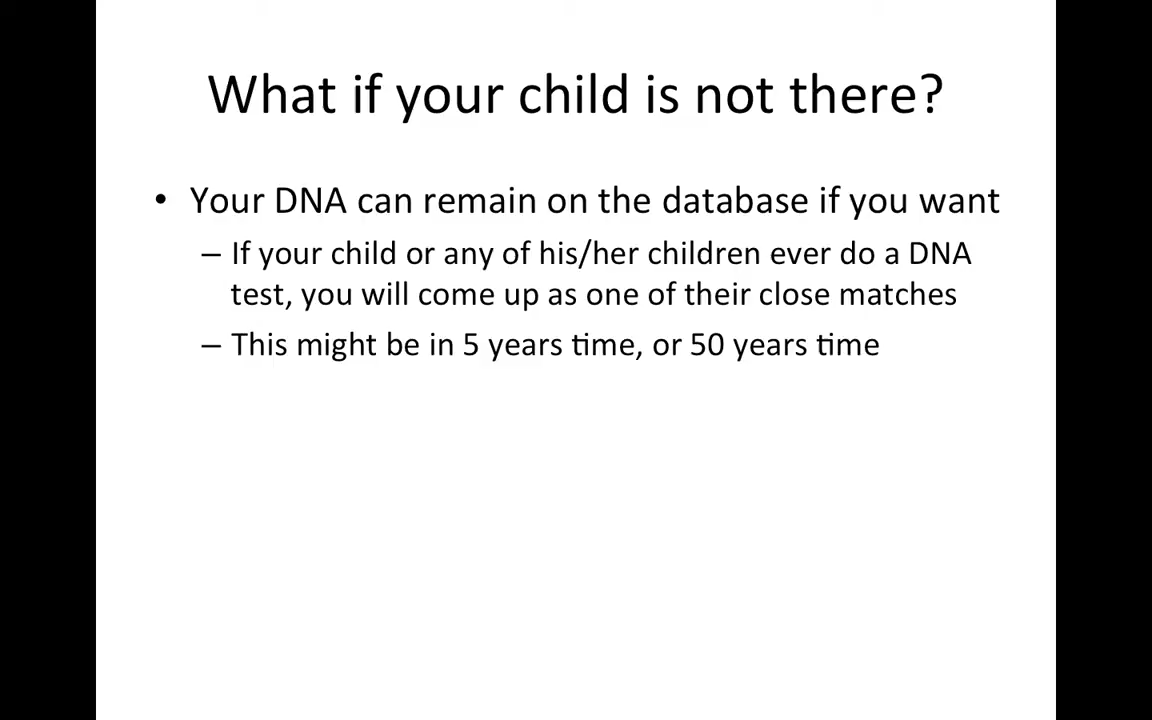 What if your child is not there?
• Your DNA can remain on the database if you want
– If your child or any of his/her children ever do a DNA
test, you will come up as one of their close matches
– This might be in 5 years time, or 50 years time